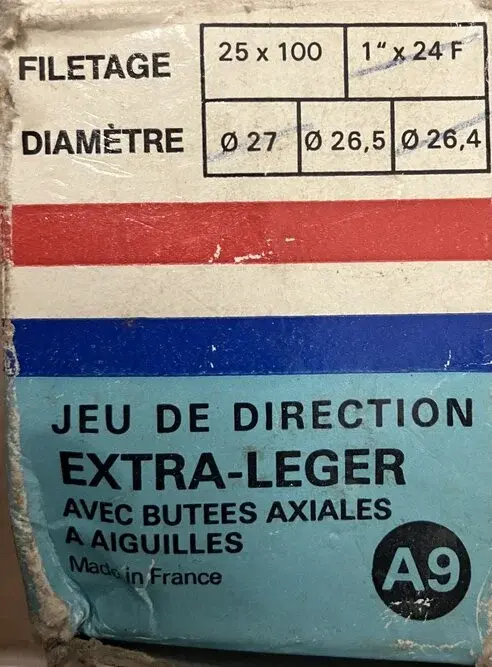 FILETAGE 25 x 100 1" x 24 F
DIAMÈTRE Ø 27 Ø 26,5 Ø 26,4
JEU DE DIRECTION
EXTRA-LEGER
AVEC BUTEES AXIALES
A AIGUILLES
Made in France
A9